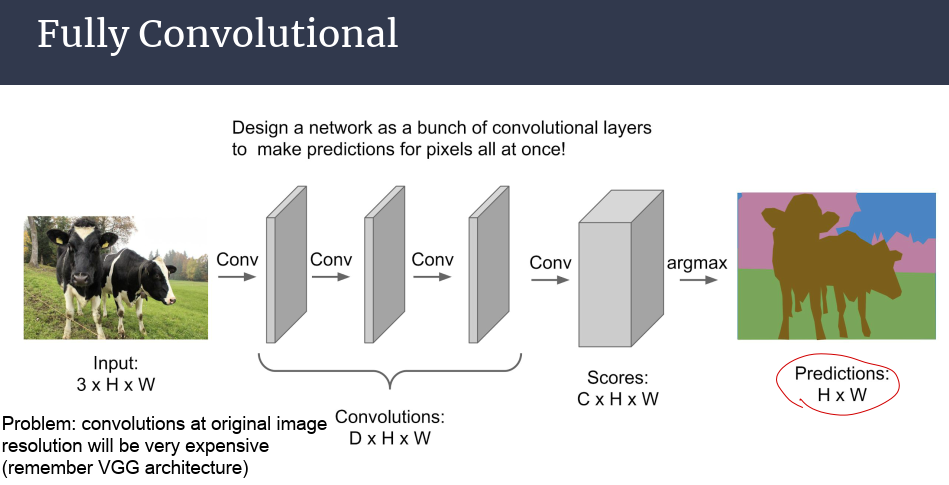 Fully Convolutional
Design a network as a bunch of convolutional layers
to make predictions for pixels all at once!
Conv
Conv
Conv
Conv
argmax
Input:
3 x H x W
Convolutions:
D x H x W
Scores:
C x H x W
Predictions:
H x W
Problem: convolutions at original image
resolution will be very expensive
(remember VGG architecture)